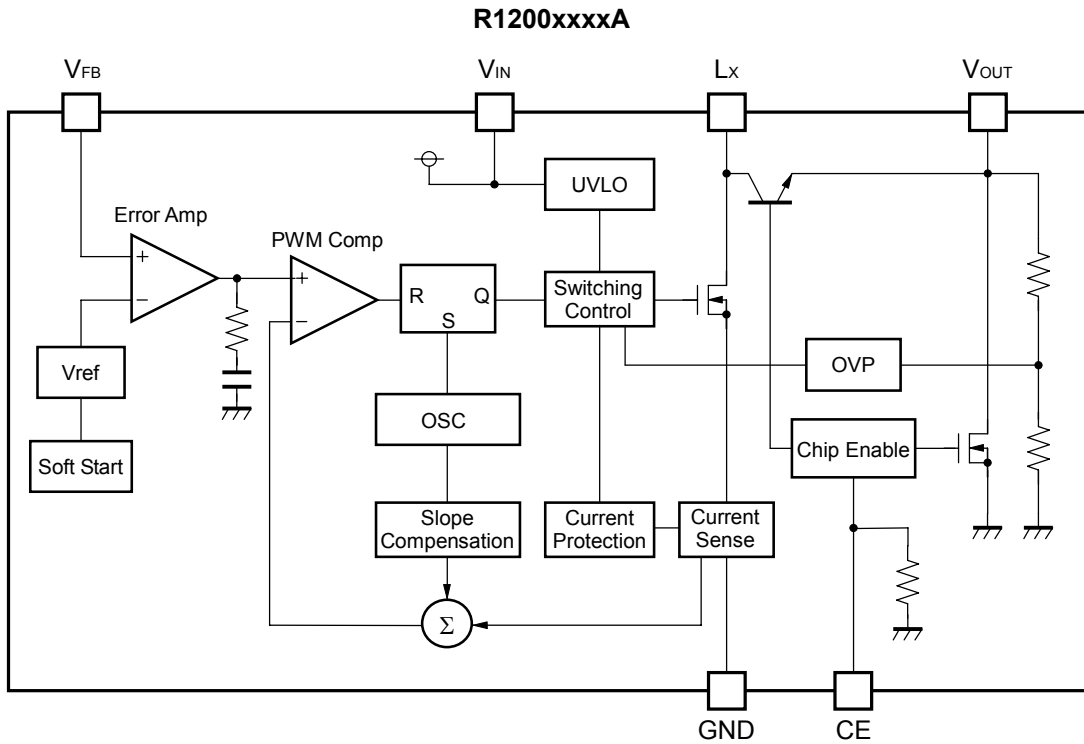 R1200xxxxA
VFB
VIN
LX
VOUT
UVLO
Error Amp
PWM Comp
+
−
+
−
R
Q
S
Switching
Control
Vref
OVP
OSC
Soft Start
Chip Enable
Slope
Compensation
Current
Protection
Current
Sense
Σ
GND
CE